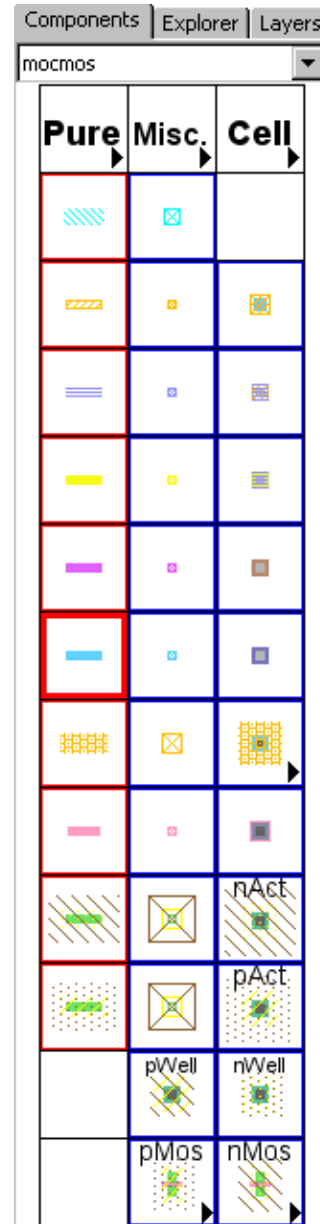 Components Explorer Layers
mocmos
Pure Misc. Cell
nAct
pAct
pWell nWell
pMos nMos